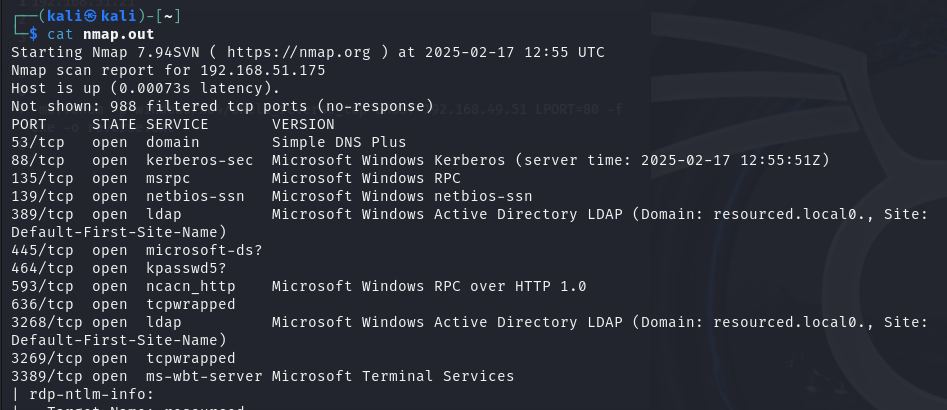 ┌──(kali㉿kali)-[~]
└─$ cat nmap.out
Starting Nmap 7.94SVN ( https://nmap.org ) at 2025-02-17 12:55 UTC
Nmap scan report for 192.168.51.175
Host is up (0.00073s latency).
Not shown: 988 filtered tcp ports (no-response)
PORT     STATE SERVICE       VERSION
53/tcp   open  domain        Simple DNS Plus
88/tcp   open  kerberos-sec  Microsoft Windows Kerberos (server time: 2025-02-17 12:55:51Z)
135/tcp  open  msrpc         Microsoft Windows RPC
139/tcp  open  netbios-ssn   Microsoft Windows netbios-ssn
389/tcp  open  ldap          Microsoft Windows Active Directory LDAP (Domain: resourced.local0., Site:
Default-First-Site-Name)
445/tcp  open  microsoft-ds?
464/tcp  open  kpasswd5?
593/tcp  open  ncacn_http    Microsoft Windows RPC over HTTP 1.0
636/tcp  open  tcpwrapped
3268/tcp open  ldap          Microsoft Windows Active Directory LDAP (Domain: resourced.local0., Site:
Default-First-Site-Name)
3269/tcp open  tcpwrapped
3389/tcp open  ms-wbt-server Microsoft Terminal Services
| rdp-ntlm-info: